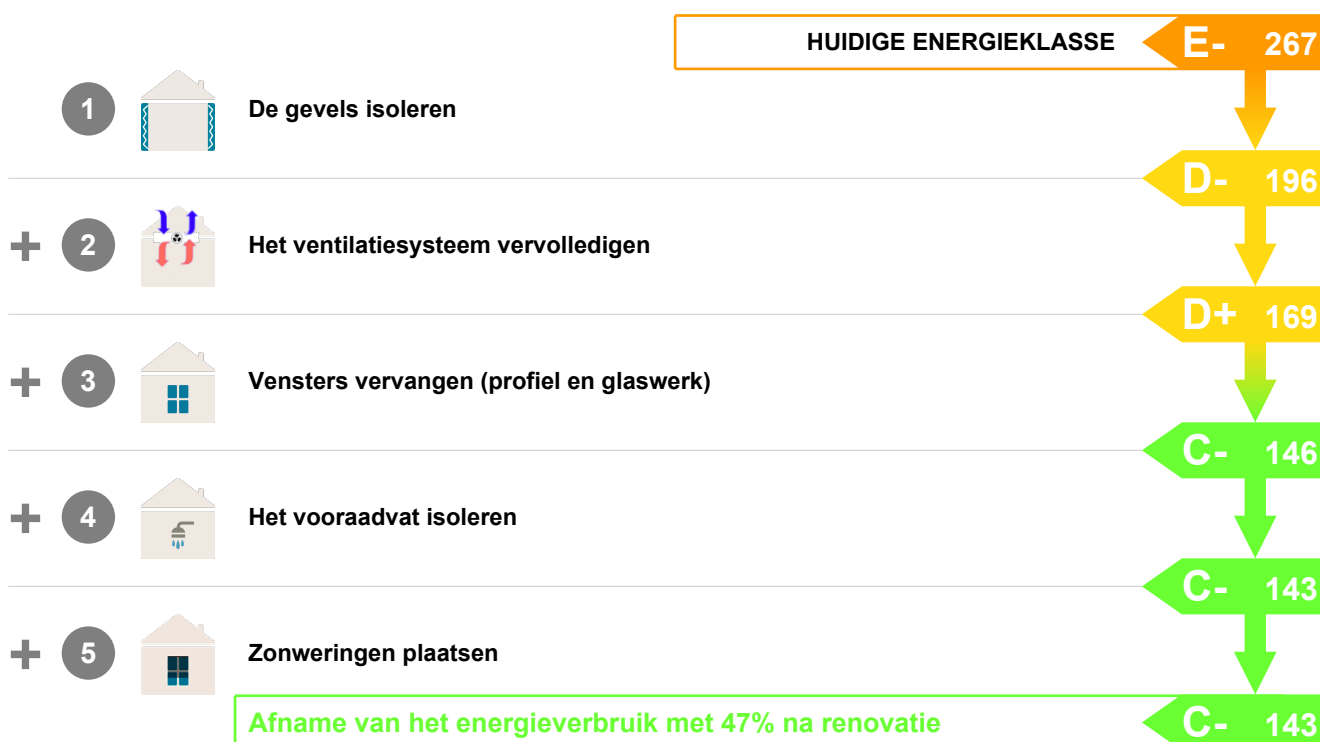 HUIDIGE ENERGIEKLASSE E- 267
1 De gevels isoleren
D- 196
+ 2 Het ventilatiesysteem vervolledigen
D+ 169
+ 3 Vensters vervangen (profiel en glaswerk)
C- 146
+ 4 Het vooraadvat isoleren
C- 143
+ 5 Zonweringen plaatsen
Afname van het energieverbruik met 47% na renovatie C- 143